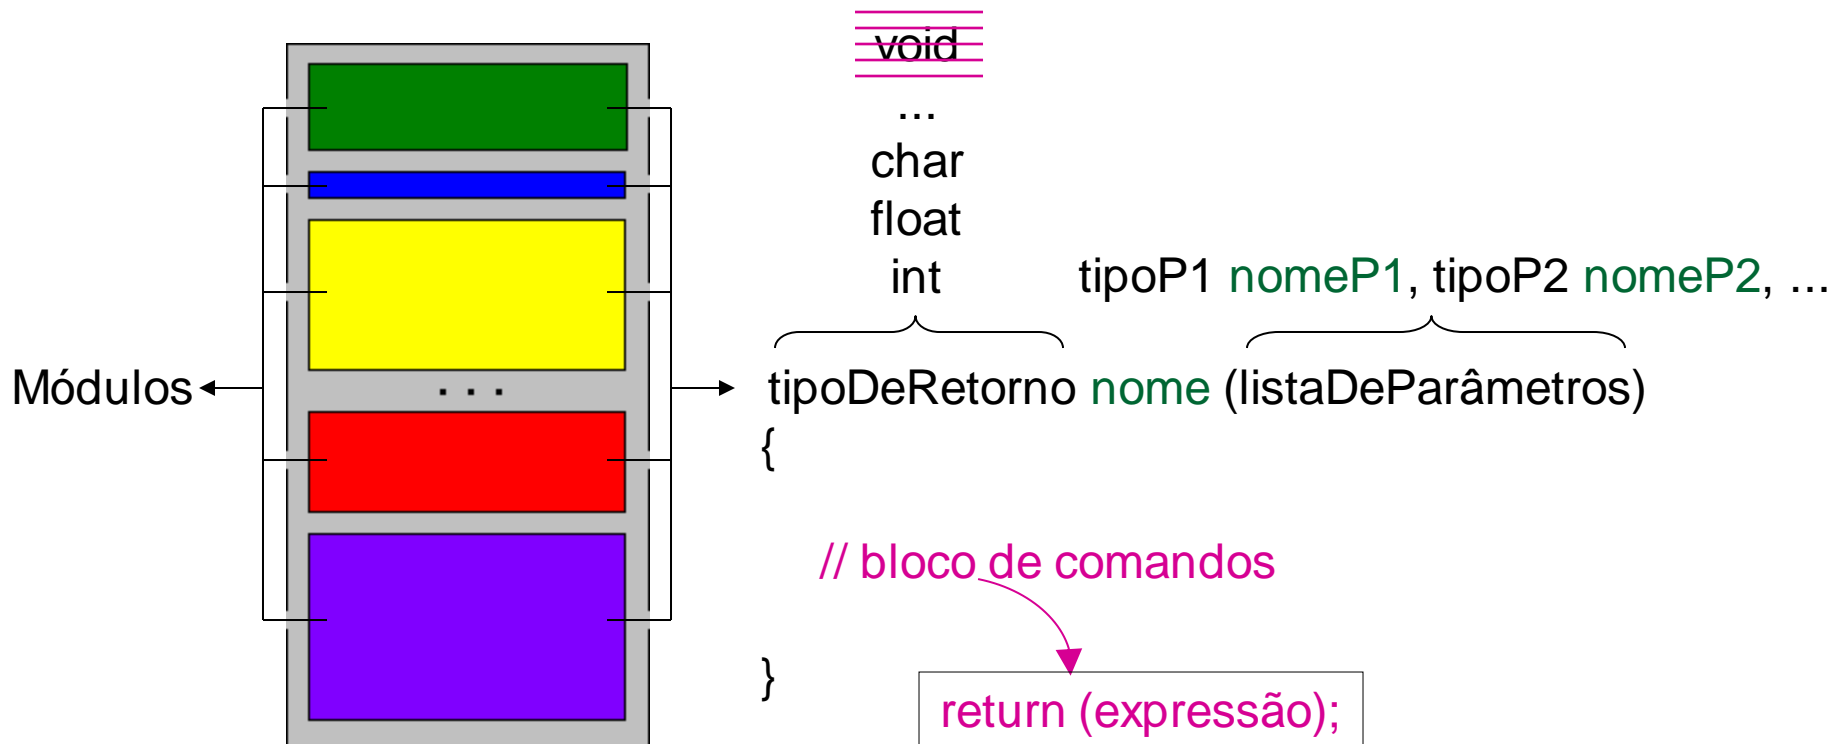 void
...
char
float
int
tipoP1 nomeP1, tipoP2 nomeP2, ...
Módulos
. . .
tipoDeRetorno nome (listaDeParâmetros)
{
// bloco de comandos
}
return (expressão);